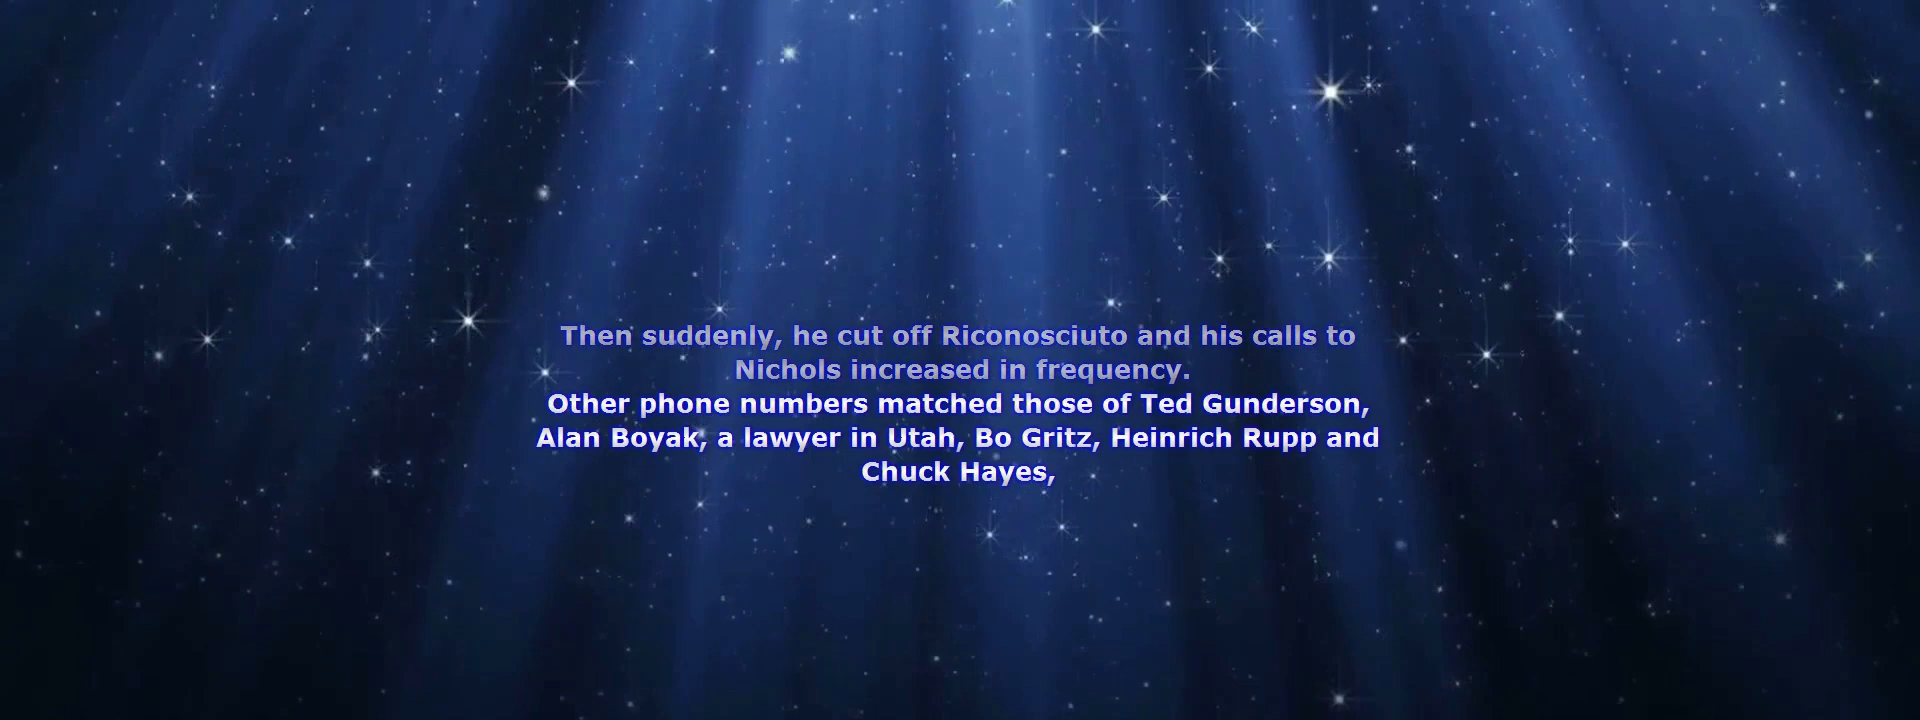 Then suddenly, he cut off Riconosciuto and his calls to
Nichols increased in frequency.
Other phone numbers matched those of Ted Gunderson,
Alan Boyak, a lawyer in Utah, Bo Gritz, Heinrich Rupp and
Chuck Hayes,